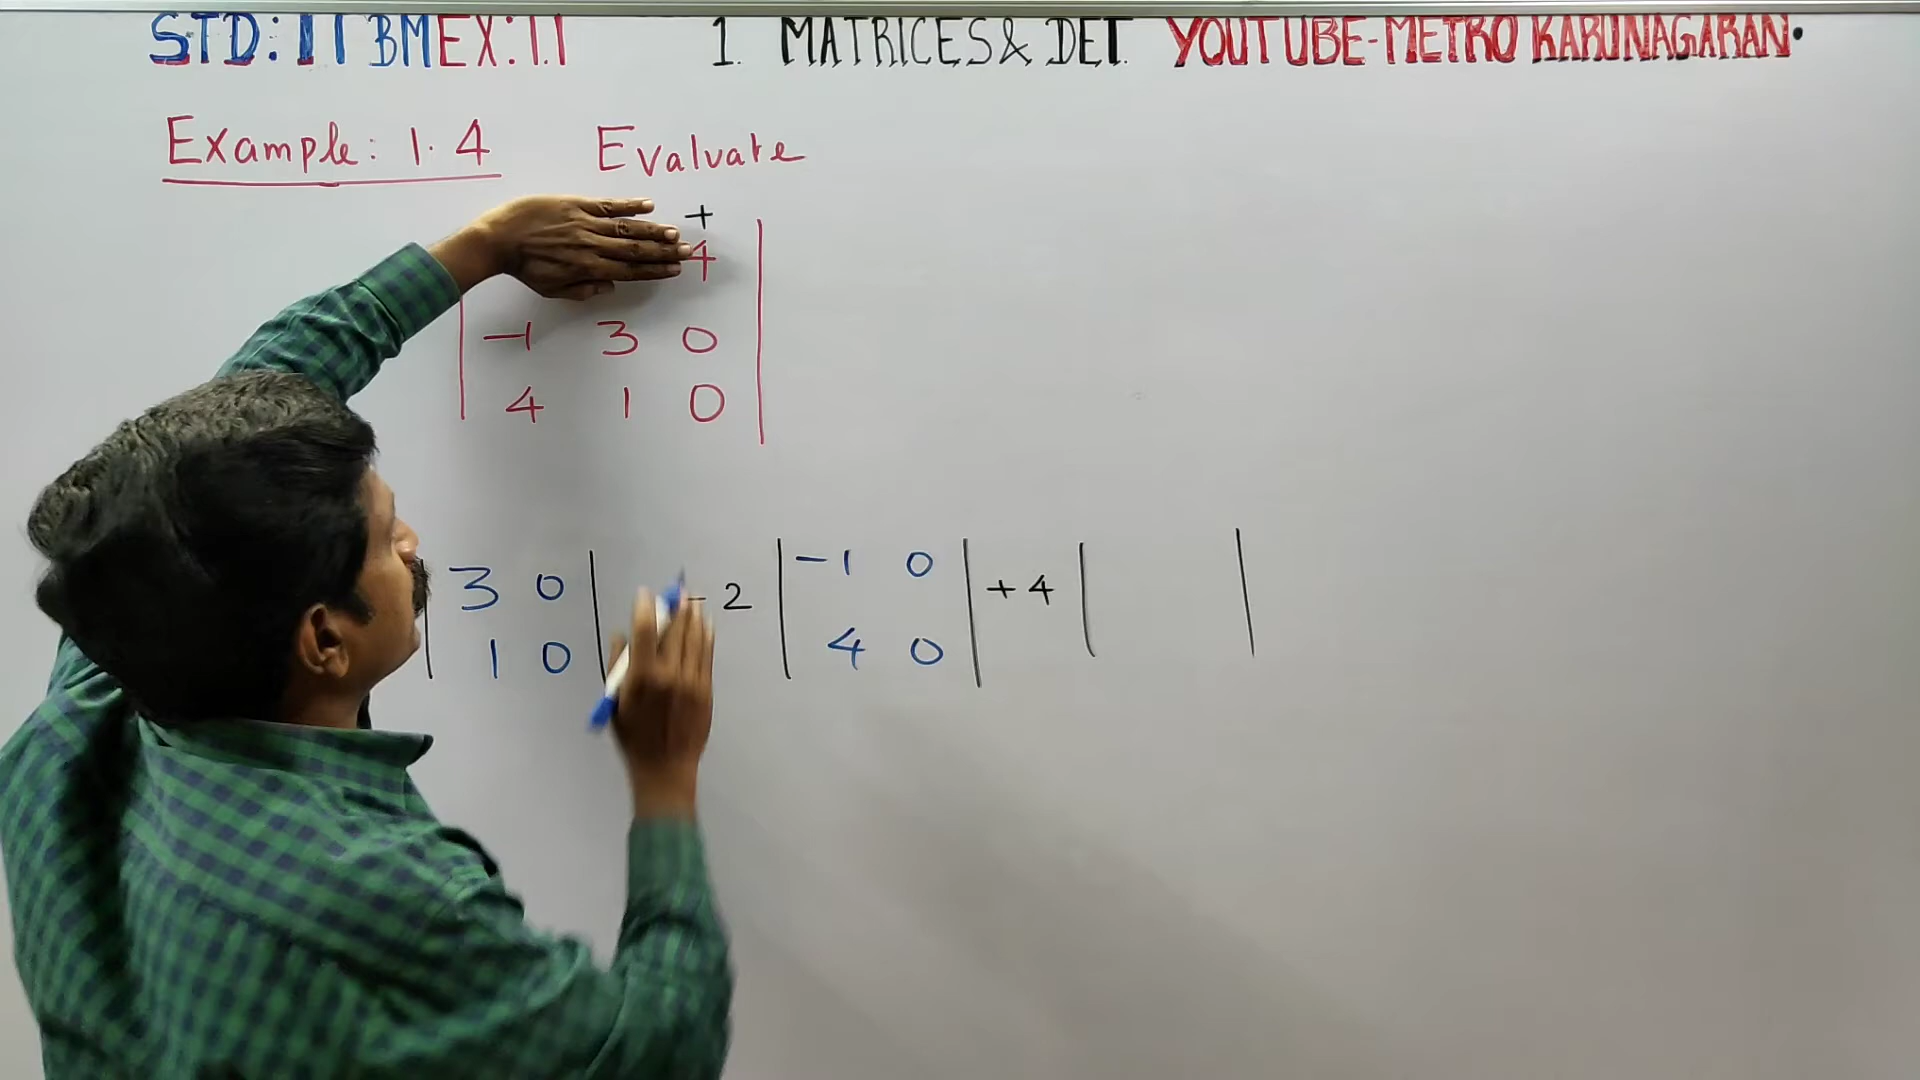 STD: 11 BM EX: 1.1 1. MATRICES & DET. YOUTUBE-METRO KARUNAGARAN.
Example: 1.4 Evaluate
+
4
-1 3 0
4 1 0
3 0 - 2 -1 0 + 4
1 0 4 0